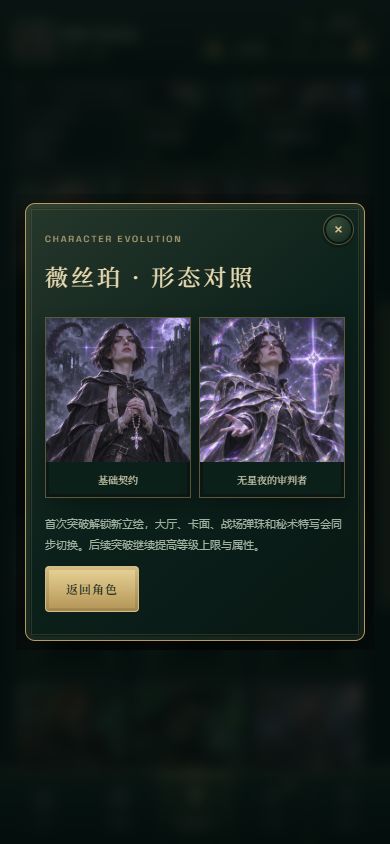 CHARACTER EVOLUTION
薇丝珀 · 形态对照
基础契约
无星夜的审判者
首次突破解锁新立绘，大厅、卡面、战场弹珠和秘术特写会同
步切换。后续突破继续提高等级上限与属性。
返回角色